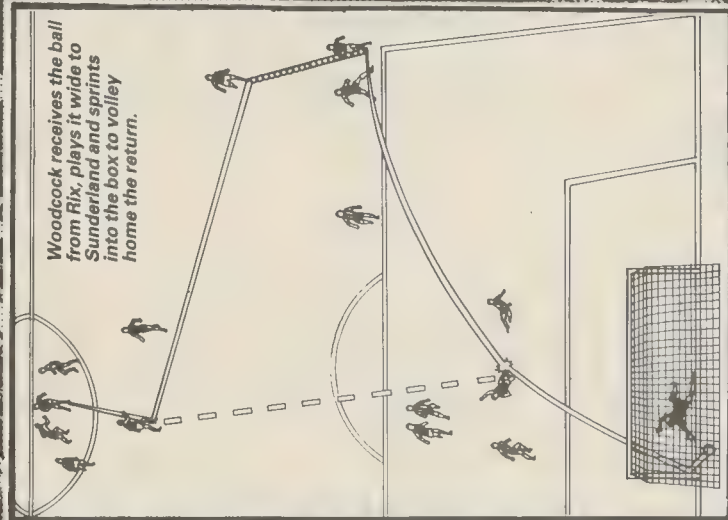 Woodcock receives the ball
from Rix, plays it wide to
Sunderland and sprints
into the box to volley
home the return.